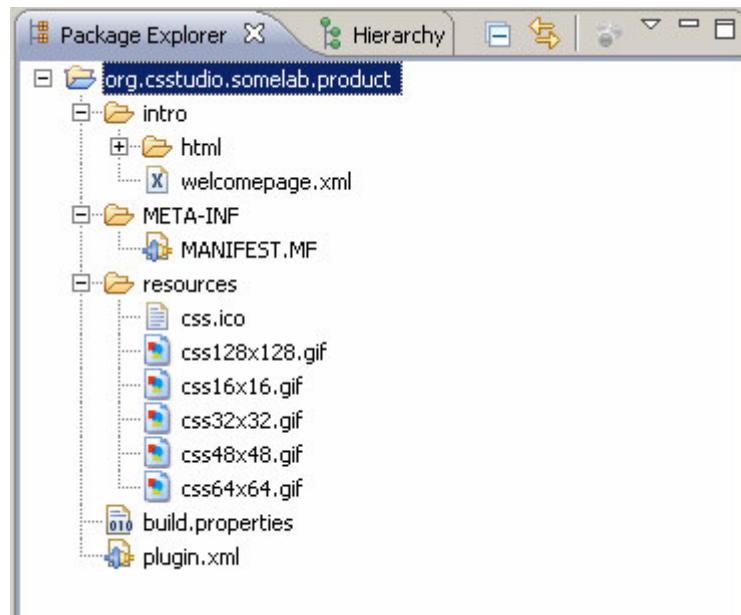 Package Explorer Hierarchy
org.csstudio.somelab.product
intro
html
welcomepage.xml
META-INF
MANIFEST.MF
resources
css.ico
css128x128.gif
css16x16.gif
css32x32.gif
css48x48.gif
css64x64.gif
build.properties
plugin.xml